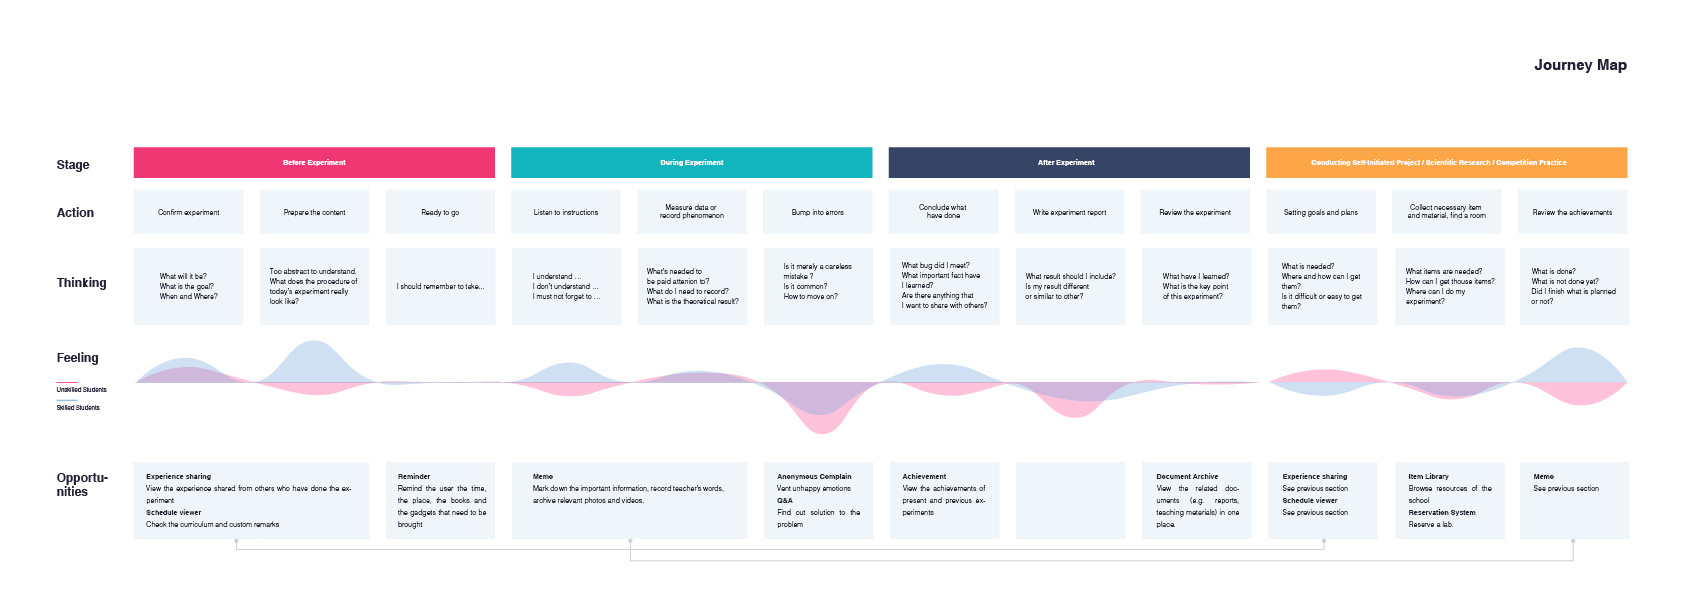 Journey Map
Stage
Before Experiment
During Experiment
After Experiment
Conducting Self-Initiated Project / Scientific Research / Competition Practice
Action
Confirm experiment
Prepare the content
Ready to go
Listen to instructions
Measure data or
record phenomenon
Bump into errors
Conclude what
have done
Write experiment report
Review the experiment
Setting goals and plans
Collect necessary item
and material, find a room
Review the achievements
Thinking
What will it be?
What is the goal?
When and Where?
Too abstract to understand.
What does the procedure of
today's experiment really
look like?
I should remember to take...
I understand ...
I don't understand ...
I must not forget to ...
What's needed to
be paid attenion to?
What do I need to record?
What is the theoretical result?
Is it merely a careless
mistake ?
Is it common?
How to move on?
What bug did I meet?
What important fact have
I learned?
Are there anything that
I want to share with others?
What result should I include?
Is my result different
or similar to other?
What have I learned?
What is the key point
of this experiment?
What is needed?
Where and how can I get
them?
Is it difficult or easy to get
them?
What items are needed?
How can I get thouse items?
Where can I do my
experiment?
What is done?
What is not done yet?
Did I finish what is planned
or not?
Feeling
Unskilled Students
Skilled Students
Opportu-
nities
Experience sharing
View the experience shared from others who have done the ex-
periment
Schedule viewer
Check the curriculum and custom remarks
Reminder
Remind the user the time,
the place, the books and
the gadgets that need to be
brought
Memo
Mark down the important information, record teacher's words,
archive relevant photos and videos.
Anonymous Complain
Vent unhappy emotions
Q&A
Find out solution to the
problem
Achievement
View the achievements of
present and previous ex-
periments
Document Archive
View the related doc-
uments (e.g. reports,
teaching meterials) in one
place.
Experience sharing
See previous section
Schedule viewer
See previous section
Item Library
Browse resources of the
school
Reservation System
Reserve a lab.
Memo
See previous section